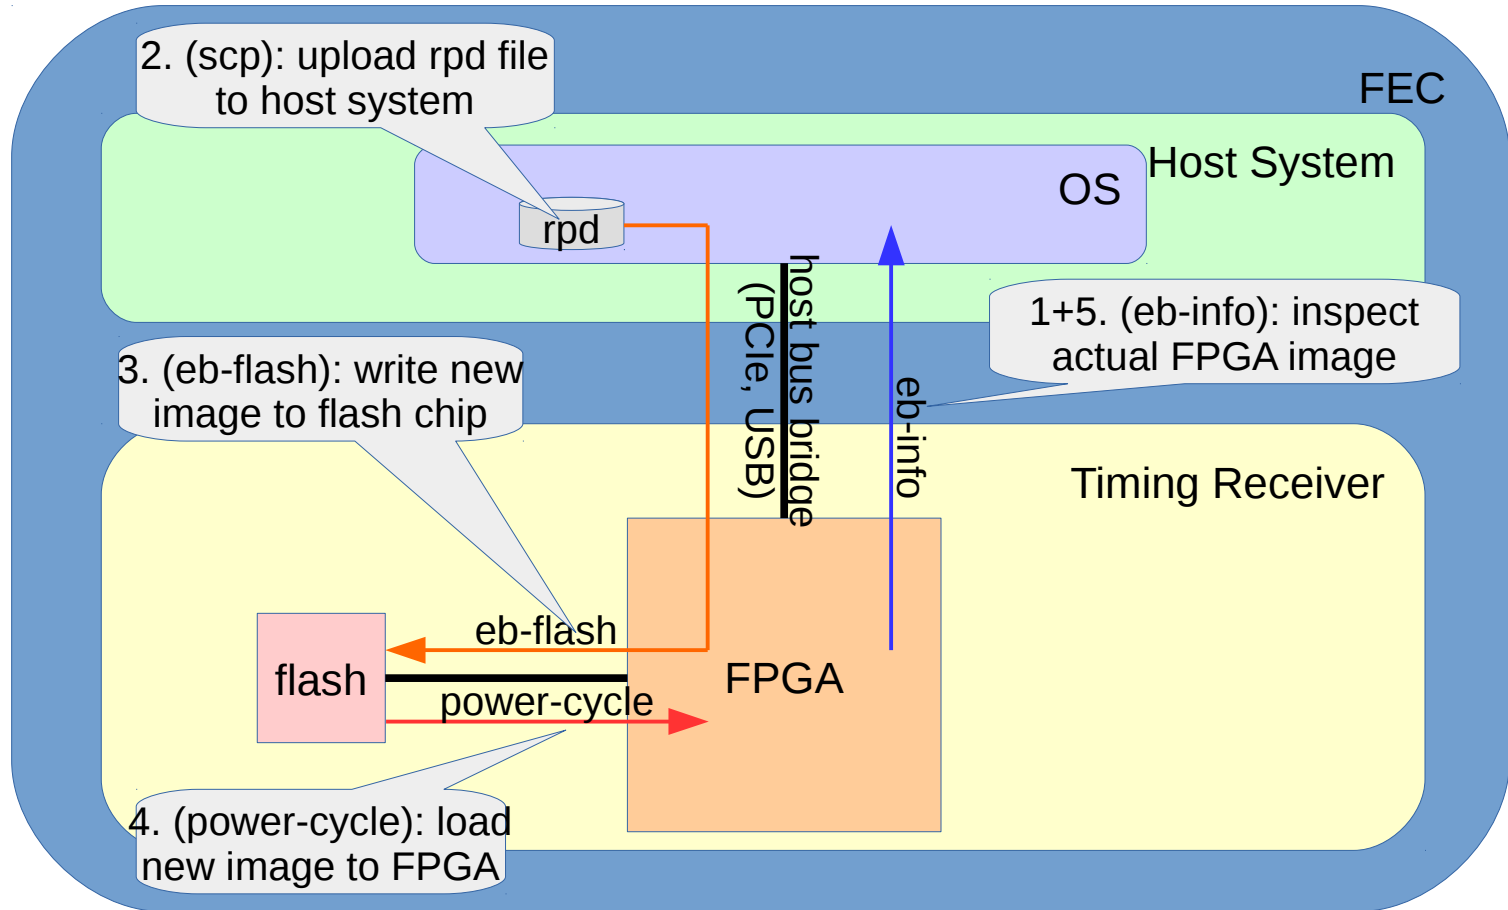 2. (scp): upload rpd file
to host system
FEC
Host System
OS
rpd
host bus bridge
(PCIe, USB)
1+5. (eb-info): inspect
actual FPGA image
3. (eb-flash): write new
image to flash chip
eb-info
Timing Receiver
eb-flash
flash
FPGA
power-cycle
4. (power-cycle): load
new image to FPGA